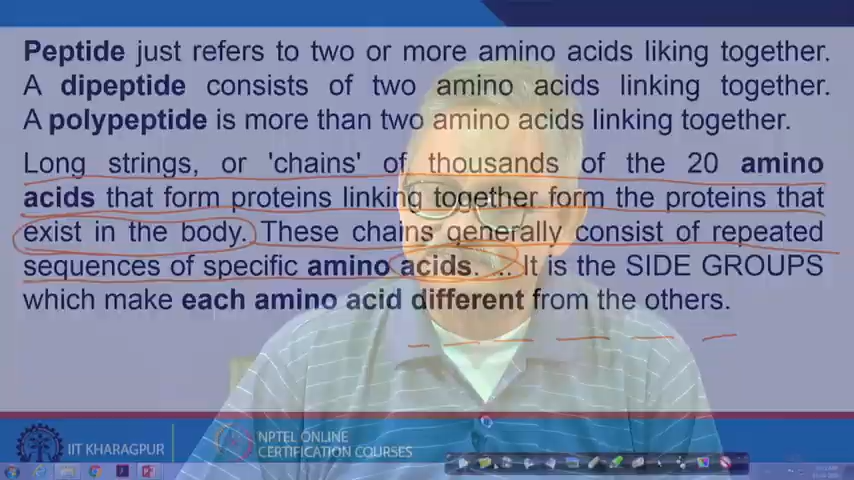 Peptide just refers to two or more amino acids liking together.
A dipeptide consists of two amino acids linking together.
A polypeptide is more than two amino acids linking together.
Long strings, or 'chains' of thousands of the 20 amino
acids that form proteins linking together form the proteins that
exist in the body. These chains generally consist of repeated
sequences of specific amino acids. .. It is the SIDE GROUPS
which make each amino acid different from the others.
IIT KHARAGPUR
NPTEL ONLINE
CERTIFICATION COURSES